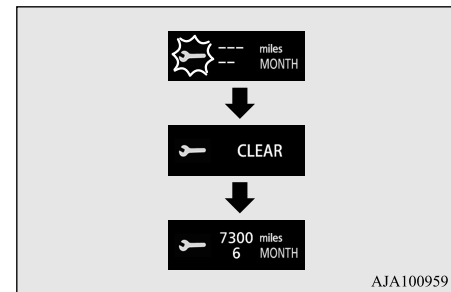 --- miles
-- MONTH
CLEAR
7300 miles
6 MONTH
AJA100959